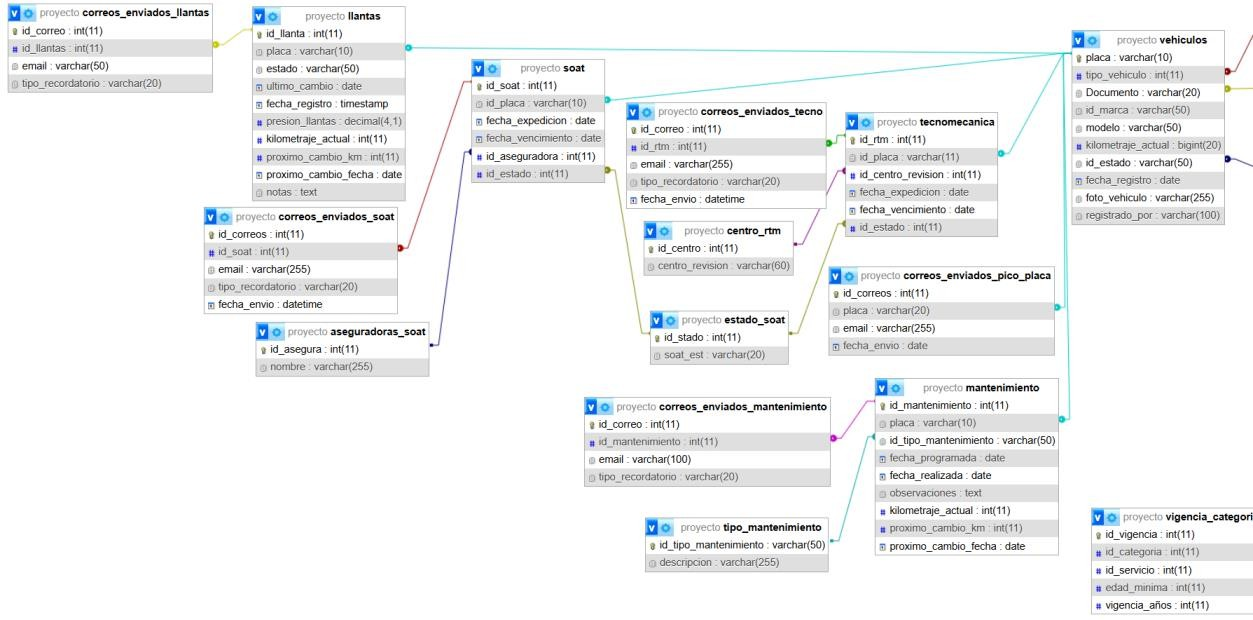 proyecto correos_enviados_llantas
id_correo : int(11)
id_llantas : int(11)
email : varchar(50)
tipo_recordatorio : varchar(20)
proyecto llantas
id_llanta : int(11)
placa : varchar(10)
estado : varchar(50)
ultimo_cambio : date
fecha_registro : timestamp
presion_llantas : decimal(4,1)
kilometraje_actual : int(11)
proximo_cambio_km : int(11)
proximo_cambio_fecha : date
notas : text
proyecto soat
id_soat : int(11)
id_placa : varchar(10)
fecha_expedicion : date
fecha_vencimiento : date
id_aseguradora : int(11)
id_estado : int(11)
proyecto correos_enviados_tecno
id_correo : int(11)
id_rtm : int(11)
email : varchar(255)
tipo_recordatorio : varchar(20)
fecha_envio : datetime
proyecto tecnomecanica
id_rtm : int(11)
id_placa : varchar(11)
id_centro_revision : int(11)
fecha_expedicion : date
fecha_vencimiento : date
id_estado : int(11)
proyecto vehiculos
placa : varchar(10)
tipo_vehiculo : int(11)
Documento : varchar(20)
id_marca : varchar(50)
modelo : varchar(50)
kilometraje_actual : bigint(20)
id_estado : varchar(50)
fecha_registro : date
foto_vehiculo : varchar(255)
registrado_por : varchar(100)
proyecto correos_enviados_soat
id_correos : int(11)
id_soat : int(11)
email : varchar(255)
tipo_recordatorio : varchar(20)
fecha_envio : datetime
proyecto centro_rtm
id_centro : int(11)
centro_revision : varchar(60)
proyecto correos_enviados_pico_placa
id_correos : int(11)
placa : varchar(20)
email : varchar(255)
fecha_envio : date
proyecto aseguradoras_soat
id_asegura : int(11)
nombre : varchar(255)
proyecto estado_soat
id_stado : int(11)
soat_est : varchar(20)
proyecto correos_enviados_mantenimiento
id_correo : int(11)
id_mantenimiento : int(11)
email : varchar(100)
tipo_recordatorio : varchar(20)
proyecto mantenimiento
id_mantenimiento : int(11)
placa : varchar(10)
id_tipo_mantenimiento : varchar(50)
fecha_programada : date
fecha_realizada : date
observaciones : text
kilometraje_actual : int(11)
proximo_cambio_km : int(11)
proximo_cambio_fecha : date
proyecto tipo_mantenimiento
id_tipo_mantenimiento : varchar(50)
descripcion : varchar(255)
proyecto vigencia_categori
id_vigencia : int(11)
id_categoria : int(11)
id_servicio : int(11)
edad_minima : int(11)
vigencia_años : int(11)